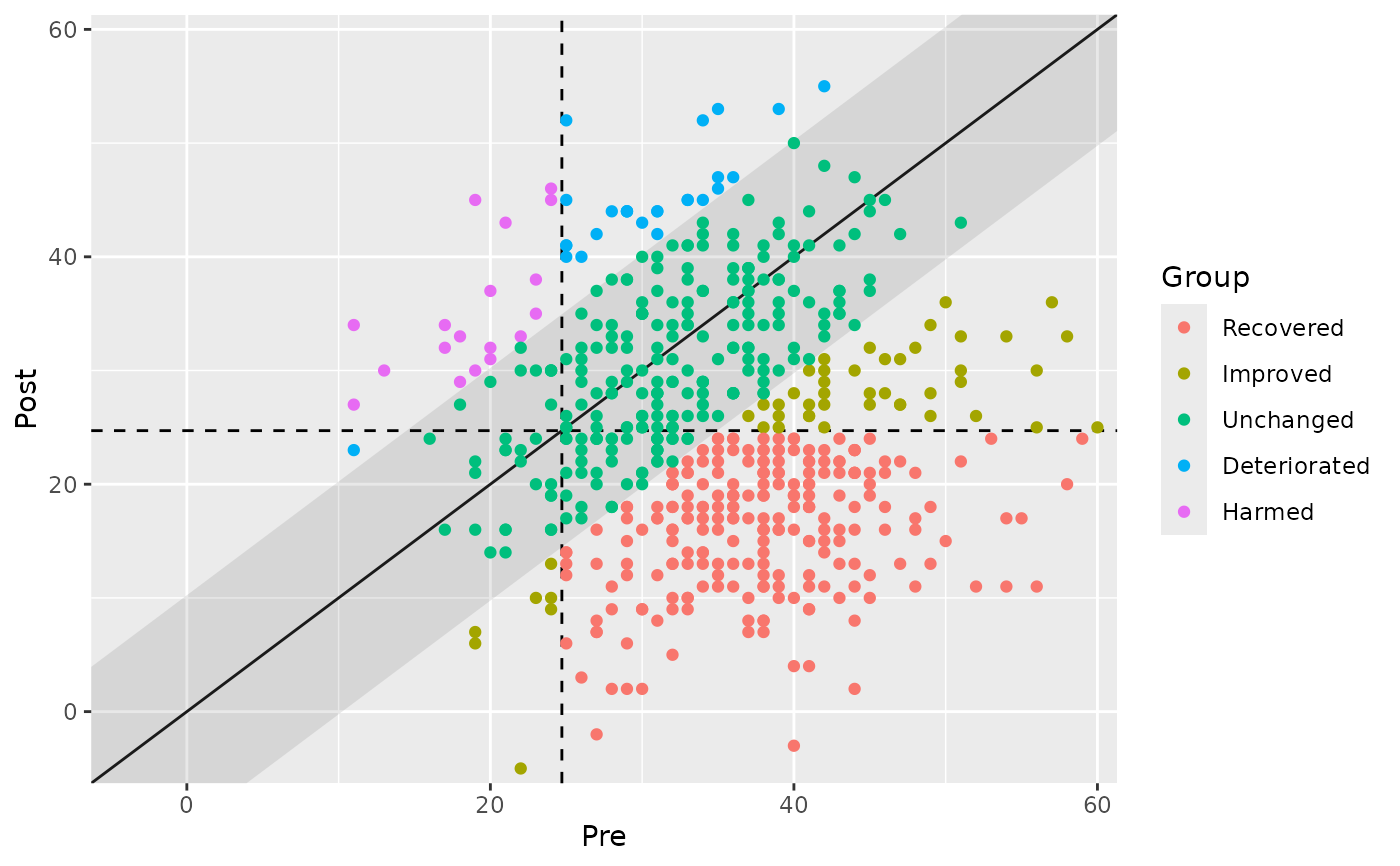 60
40
20
0
Post
0 20 40 60
Pre
Group
Recovered
Improved
Unchanged
Deteriorated
Harmed